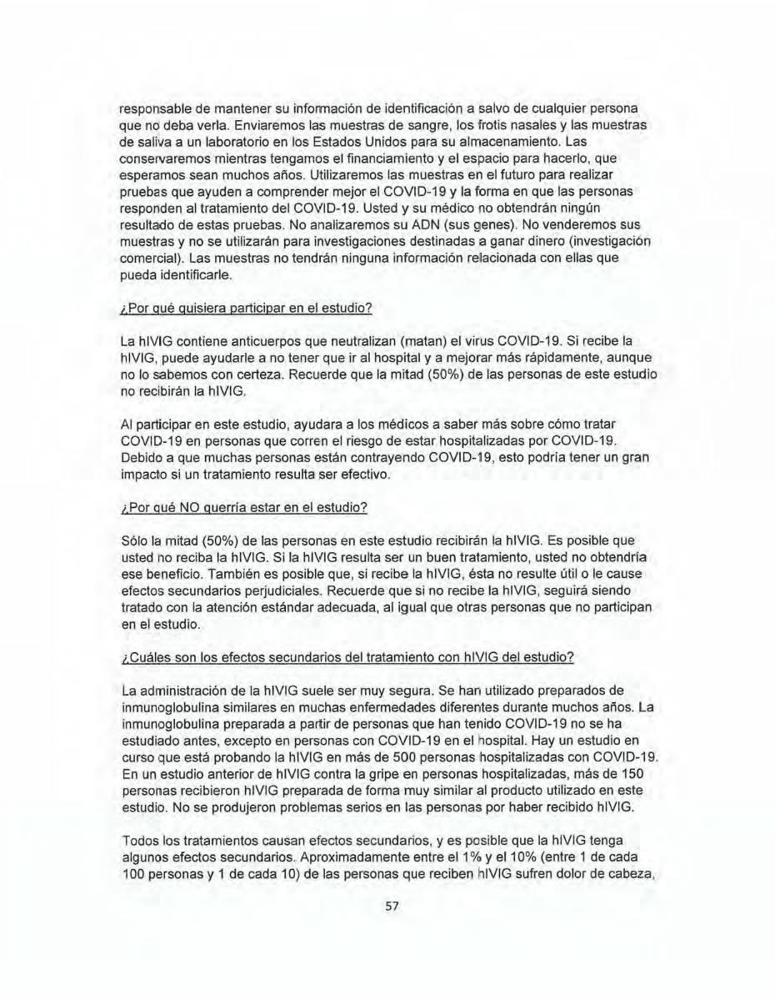 responsable de mantener su información de identificación a salvo de cualquier persona
que no deba verla. Enviaremos las muestras de sangre, los frotis nasales y las muestras
de saliva a un laboratorio en los Estados Unidos para su almacenamiento. Las
conservaremos mientras tengamos el financiamiento y el espacio para hacerlo, que
esperamos sean muchos años. Utilizaremos las muestras en el futuro para realizar
pruebas que ayuden a comprender mejor el COVID-19 y la forma en que las personas
responden al tratamiento del COVID-19. Usted y su médico no obtendrán ningún
resultado de estas pruebas. No analizaremos su ADN (sus genes). No venderemos sus
muestras y no se utilizarán para investigaciones destinadas a ganar dinero (investigación
comercial). Las muestras no tendrán ninguna información relacionada con ellas que
pueda identificarle.
¿Por qué quisiera participar en el estudio?
La hIVIG contiene anticuerpos que neutralizan (matan) el virus COVID-19. Si recibe la
hIVIG, puede ayudarle a no tener que ir al hospital y a mejorar más rápidamente, aunque
no lo sabemos con certeza. Recuerde que la mitad (50%) de las personas de este estudio
no recibirán la hIVIG.
Al participar en este estudio, ayudara a los médicos a saber más sobre cómo tratar
COVID-19 en personas que corren el riesgo de estar hospitalizadas por COVID-19.
Debido a que muchas personas están contrayendo COVID-19, esto podría tener un gran
impacto si un tratamiento resulta ser efectivo.
¿Por qué NO querría estar en el estudio?
Sólo la mitad (50%) de las personas en este estudio recibirán la hIVIG. Es posible que
usted no reciba la hIVIG. Si la hIVIG resulta ser un buen tratamiento, usted no obtendría
ese beneficio. También es posible que, si recibe la hIVIG, ésta no resulte útil o le cause
efectos secundarios perjudiciales. Recuerde que si no recibe la hIVIG, seguirá siendo
tratado con la atención estándar adecuada, al igual que otras personas que no participan
en el estudio.
¿Cuáles son los efectos secundarios del tratamiento con hIVIG del estudio?
La administración de la hIVIG suele ser muy segura. Se han utilizado preparados de
inmunoglobulina similares en muchas enfermedades diferentes durante muchos años. La
inmunoglobulina preparada a partir de personas que han tenido COVID-19 no se ha
estudiado antes, excepto en personas con COVID-19 en el hospital. Hay un estudio en
curso que está probando la hIVIG en más de 500 personas hospitalizadas con COVID-19.
En un estudio anterior de hIVIG contra la gripe en personas hospitalizadas, más de 150
personas recibieron hIVIG preparada de forma muy similar al producto utilizado en este
estudio. No se produjeron problemas serios en las personas por haber recibido hIVIG.
Todos los tratamientos causan efectos secundarios, y es posible que la hIVIG tenga
algunos efectos secundarios. Aproximadamente entre el 1% y el 10% (entre 1 de cada
100 personas y 1 de cada 10) de las personas que reciben hIVIG sufren dolor de cabeza,
57